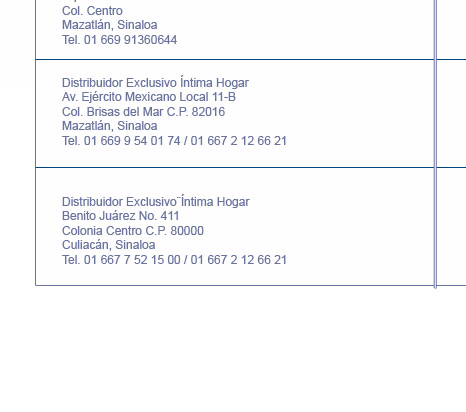 Col. Centro
Mazatlán, Sinaloa
Tel. 01 669 91360644
Distribuidor Exclusivo Íntima Hogar
Av. Ejército Mexicano Local 11-B
Col. Brisas del Mar C.P. 82016
Mazatlán, Sinaloa
Tel. 01 669 9 54 01 74 / 01 667 2 12 66 21
Distribuidor Exclusivo¨Íntima Hogar
Benito Juárez No. 411
Colonia Centro C.P. 80000
Culiacán, Sinaloa
Tel. 01 667 7 52 15 00 / 01 667 2 12 66 21